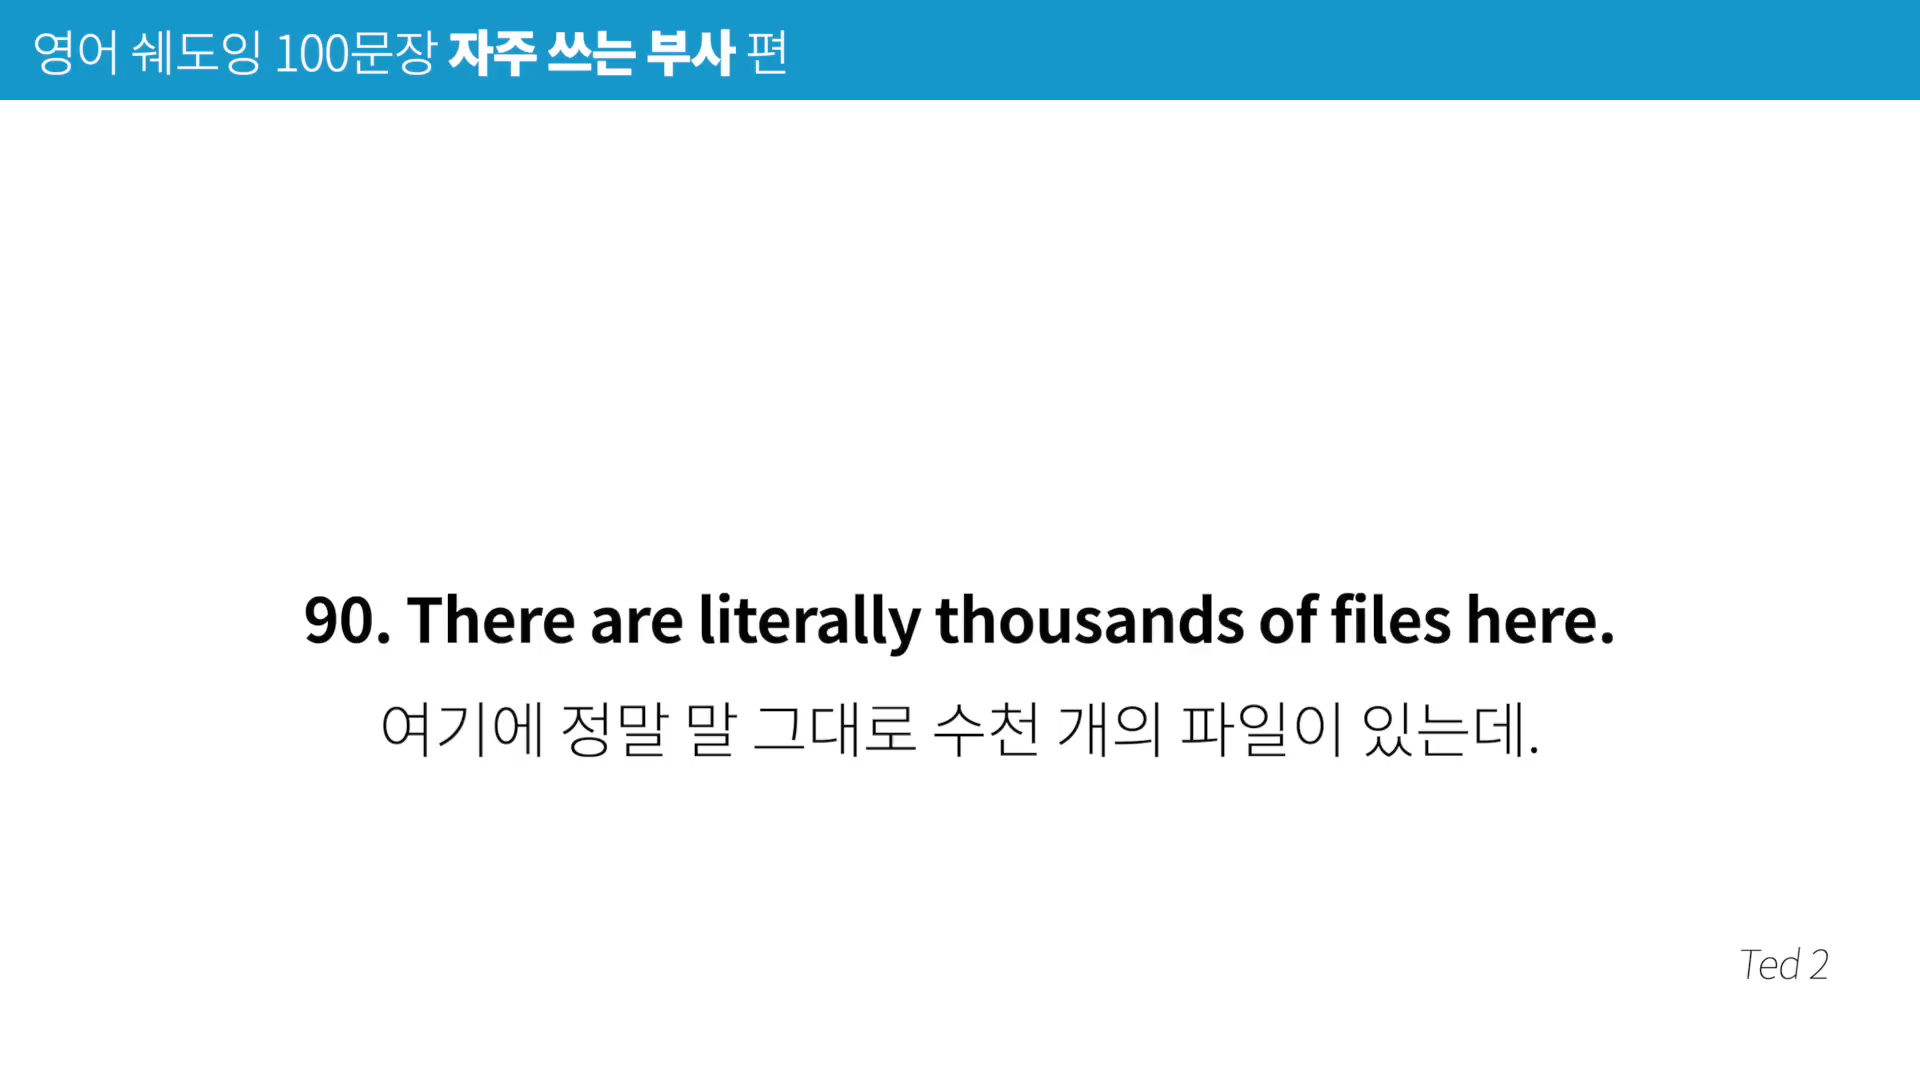 영어 쉐도잉 100문장 자주 쓰는 부사 편
90. There are literally thousands of files here.
여기에 정말 말 그대로 수천 개의 파일이 있는데.
Ted 2